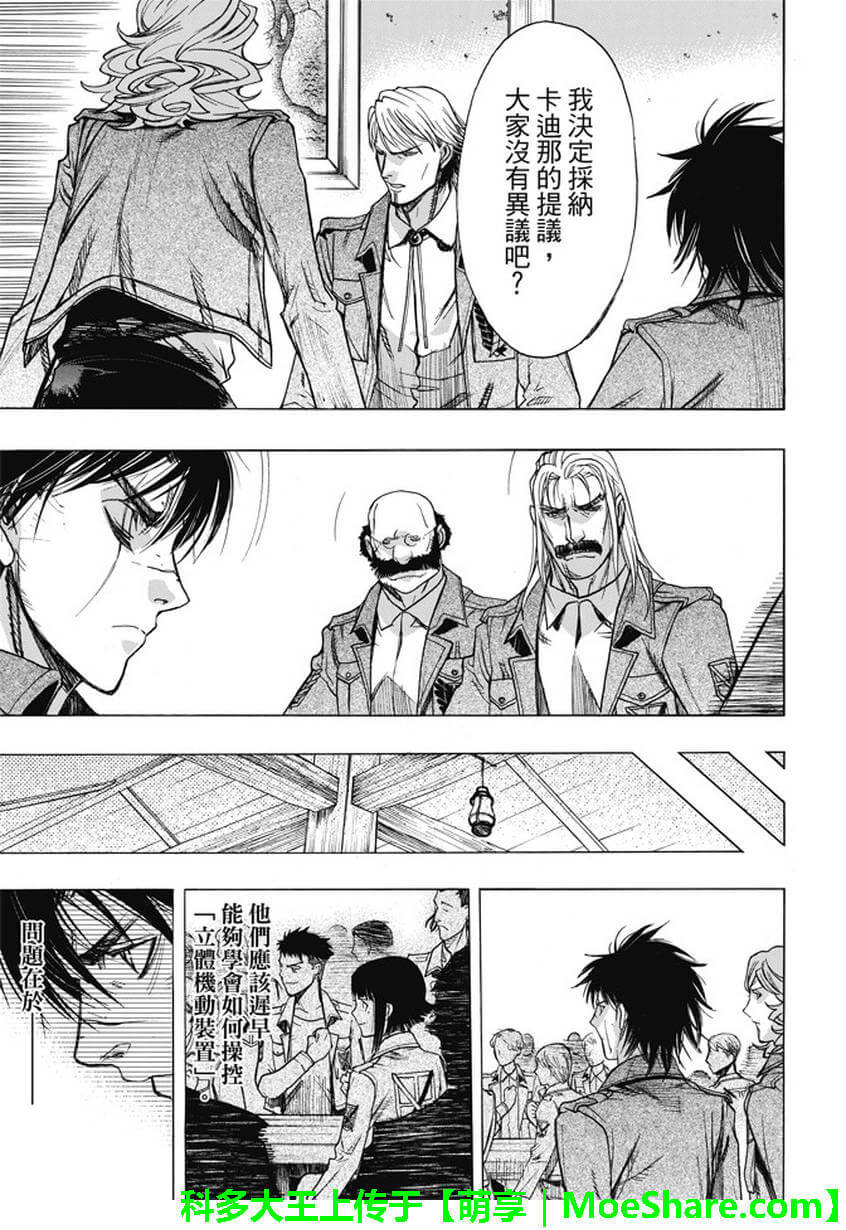 我決定採納
卡迪那的提議，
大家沒有異議吧？
他們應該遲早
能夠學會如何操控
「立體機動裝置」。
問題在於——
科多大王上传于【萌享｜MoeShare.com】